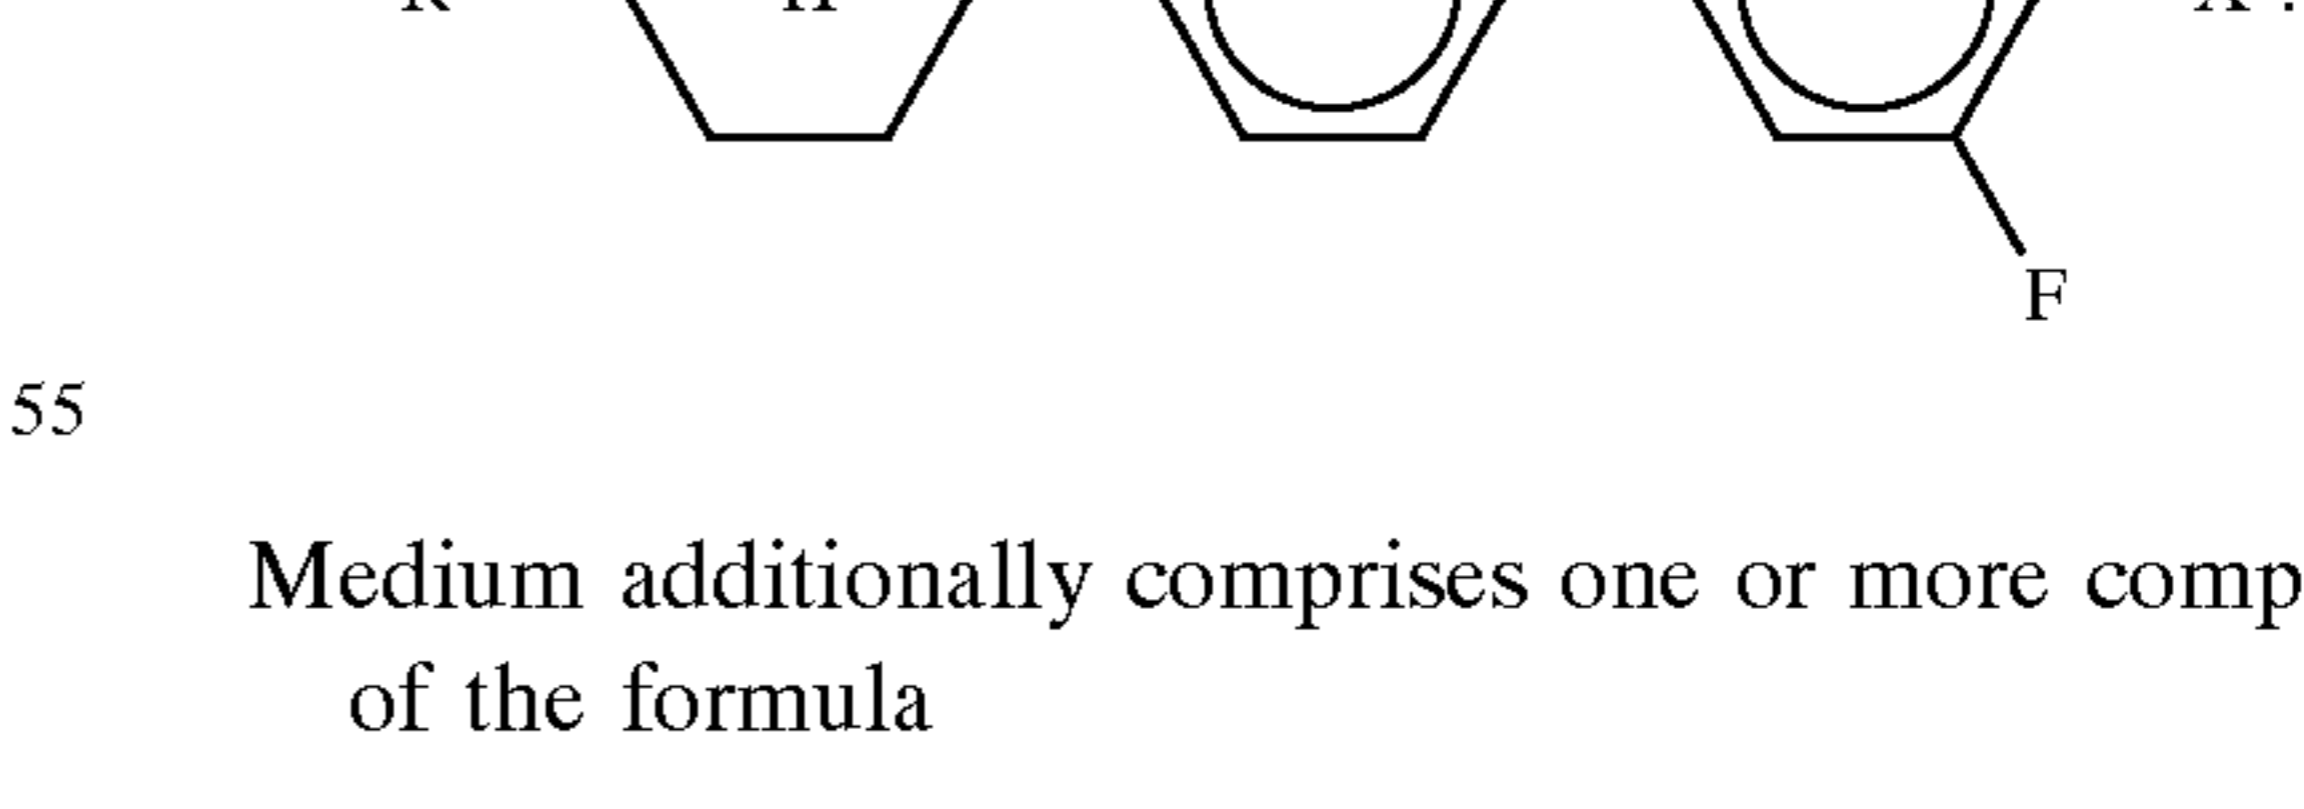 F
55
Medium additionally comprises one or more comp
of the formula